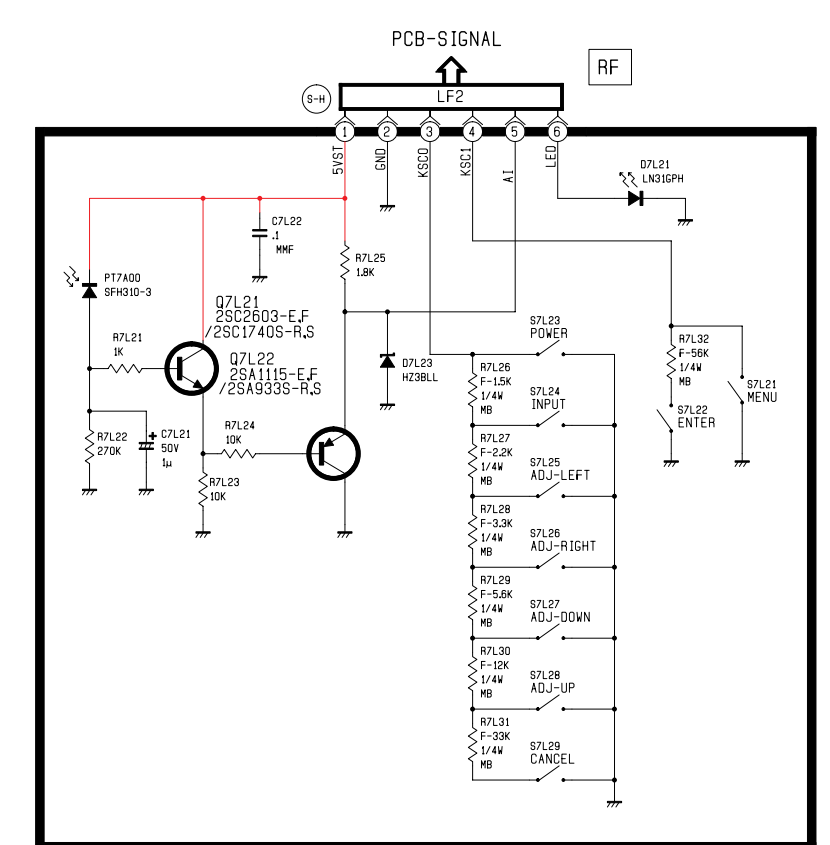 PCB-SIGNAL
RF
S-H
LF2
1
2
3
4
5
6
5VST
GND
KSC0
KSC1
AI
LED
D7L21
LN31GPH
C7L22
.1
MMF
R7L25
1.8K
PT7A00
SFH310-3
Q7L21
2SC2603-E,F
/2SC1740S-R,S
Q7L22
2SA1115-E,F
/2SA933S-R,S
R7L21
1K
R7L22
270K
C7L21
50V
1µ
+
R7L24
10K
R7L23
10K
D7L23
HZ3BLL
S7L23
POWER
R7L26
F-1.5K
1/4W
MB
S7L24
INPUT
R7L27
F-2.2K
1/4W
MB
S7L25
ADJ-LEFT
R7L28
F-3.3K
1/4W
MB
S7L26
ADJ-RIGHT
R7L29
F-5.6K
1/4W
MB
S7L27
ADJ-DOWN
R7L30
F-12K
1/4W
MB
S7L28
ADJ-UP
R7L31
F-33K
1/4W
MB
S7L29
CANCEL
R7L32
F-56K
1/4W
MB
S7L22
ENTER
S7L21
MENU